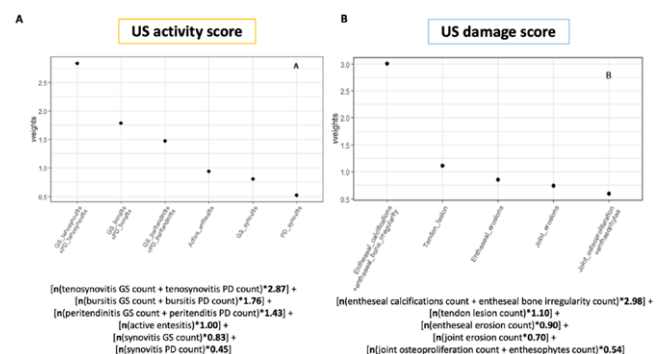 A
US activity score
A
weights
2.5
2.0
1.5
1.0
0.5
GS_tenosynovitis
+PD_tenosynovitis
GS_bursitis
+PD_bursitis
GS_peritendinitis
+PD_peritendinitis
Active_enthesitis
GS_synovitis
PD_synovitis
[n(tenosynovitis GS count + tenosynovitis PD count)*2.87] +
[n(bursitis GS count + bursitis PD count)*1.76] +
[n(peritendinitis GS count + peritenditis PD count)*1.43] +
[n(active entesitis)*1.00] +
[n(synovitis GS count)*0.83] +
[n(synovitis PD count)*0.45]
B
US damage score
B
weights
3.0
2.5
2.0
1.5
1.0
0.5
Entheseal_calcifications
+entheseal_bone_irregularity
Tendon_lesion
Entheseal_erosions
Joint_erosions
Joint_osteoproliferation
+enthesophytes
[n(entheseal calcifications count + entheseal bone irregularity count)*2.98] +
[n(tendon lesion count)*1.10] +
[n(entheseal erosion count)*0.90] +
[n(joint erosion count)*0.70] +
[n(joint osteoproliferation count + enthesophytes count)*0.54]